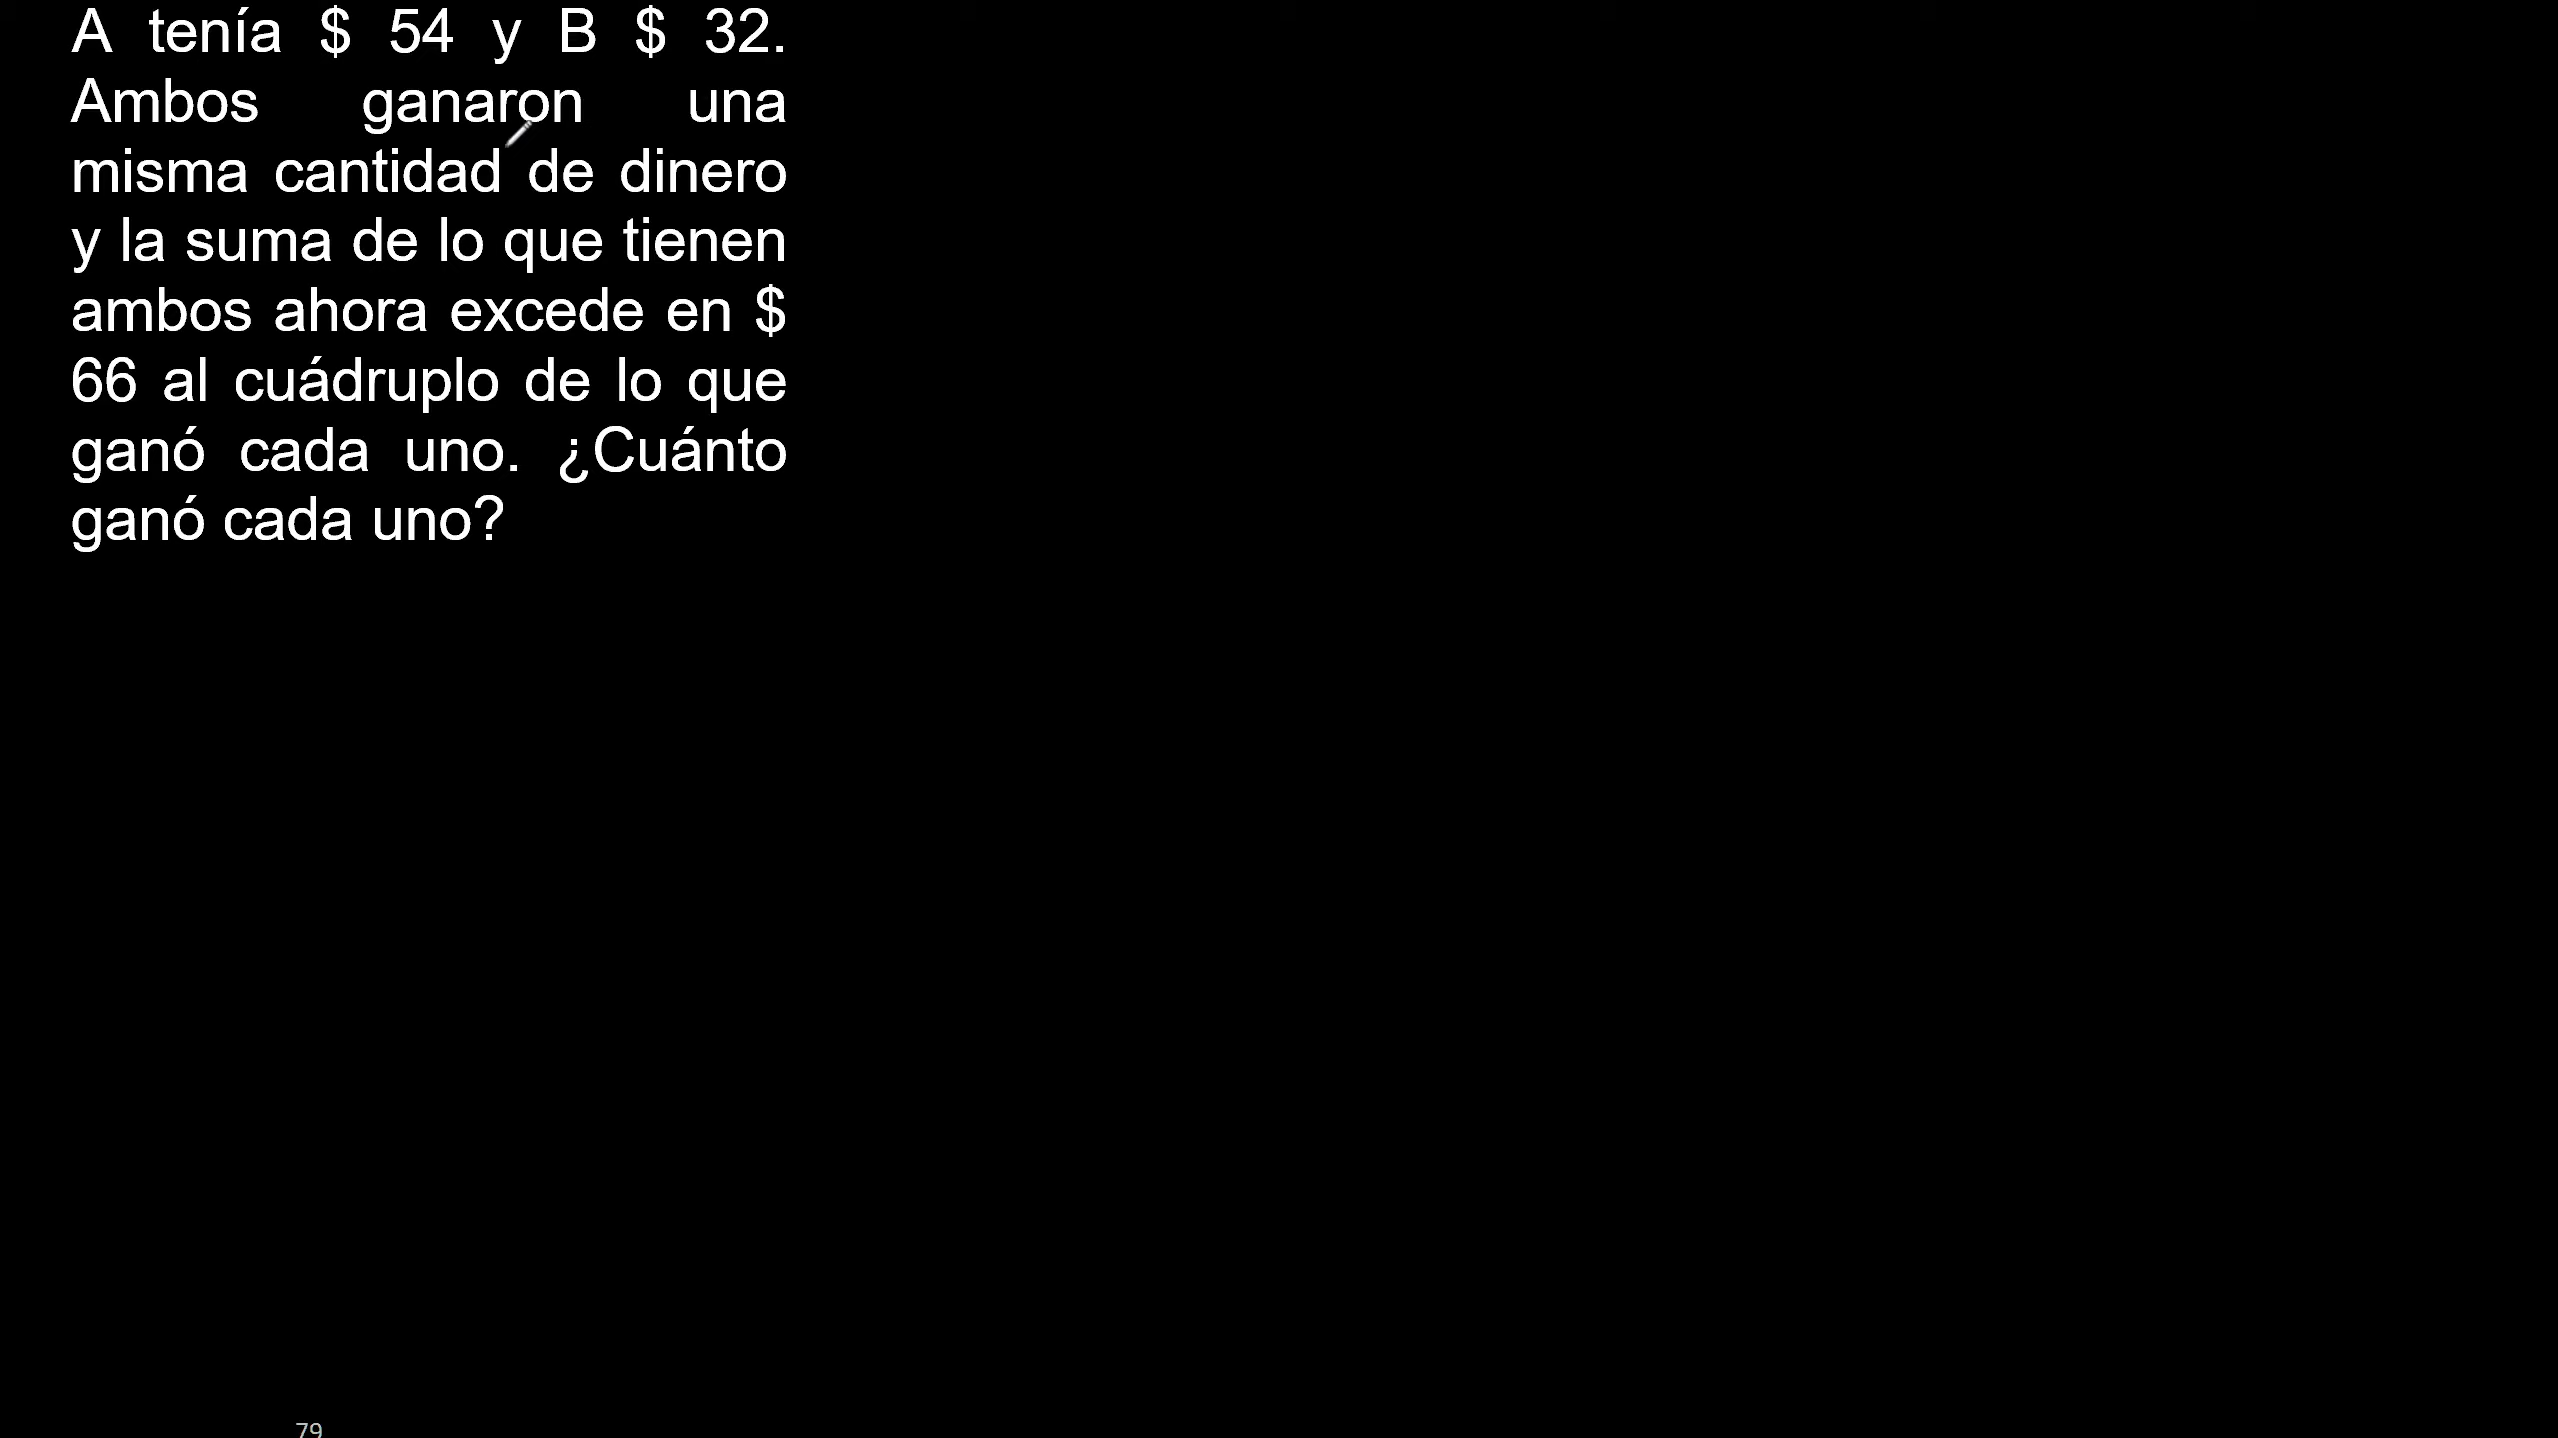 A tenía $ 54 y B $ 32.
Ambos ganaron una
misma cantidad de dinero
y la suma de lo que tienen
ambos ahora excede en $
66 al cuádruplo de lo que
ganó cada uno. ¿Cuánto
ganó cada uno?
79